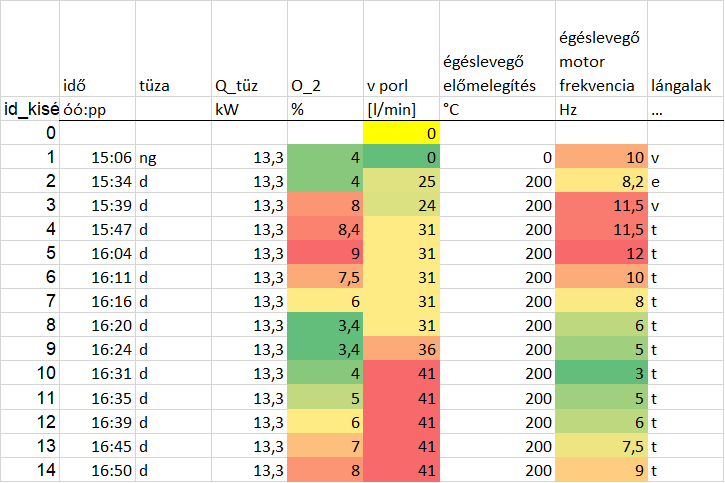 id_kisé idő óó:pp tüza Q_tüz kW O_2 % v porl [l/min] égéslevegő előmelegítés °C égéslevegő motor frekvencia Hz lángalak ...
0 0
1 15:06 ng 13,3 4 0 0 10 v
2 15:34 d 13,3 4 25 200 8,2 e
3 15:39 d 13,3 8 24 200 11,5 v
4 15:47 d 13,3 8,4 31 200 11,5 t
5 16:04 d 13,3 9 31 200 12 t
6 16:11 d 13,3 7,5 31 200 10 t
7 16:16 d 13,3 6 31 200 8 t
8 16:20 d 13,3 3,4 31 200 6 t
9 16:24 d 13,3 3,4 36 200 5 t
10 16:31 d 13,3 4 41 200 3 t
11 16:35 d 13,3 5 41 200 5 t
12 16:39 d 13,3 6 41 200 6 t
13 16:45 d 13,3 7 41 200 7,5 t
14 16:50 d 13,3 8 41 200 9 t